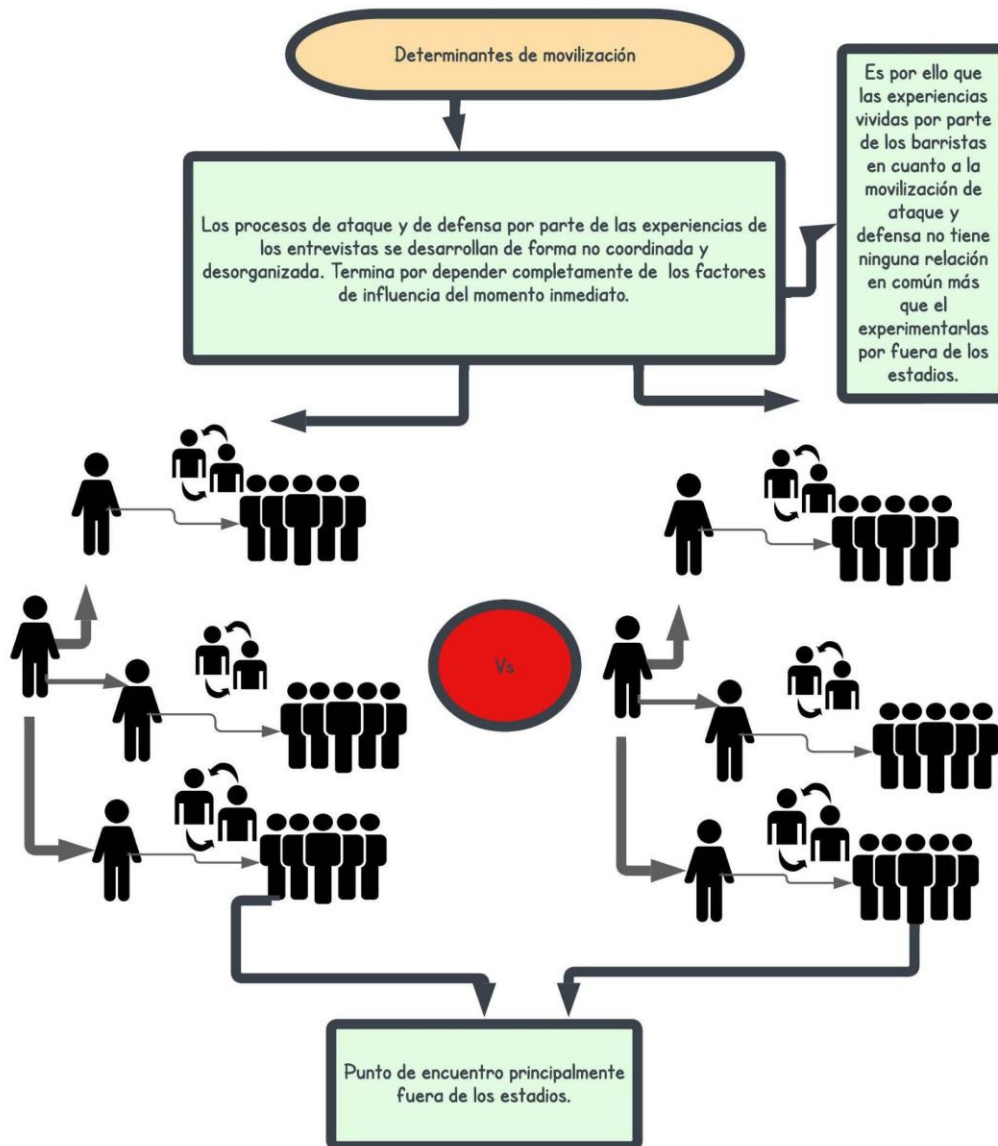 Determinantes de movilización
Los procesos de ataque y de defensa por parte de las experiencias de
los entrevistas se desarrollan de forma no coordinada y
desorganizada. Termina por depender completamente de los factores
de influencia del momento inmediato.
Es por ello que
las experiencias
vividas por parte
de los barristas
en cuanto a la
movilización de
ataque y
defensa no tiene
ninguna relación
en común más
que el
experimentarlas
por fuera de los
estadios.
Vs
Punto de encuentro principalmente
fuera de los estadios.